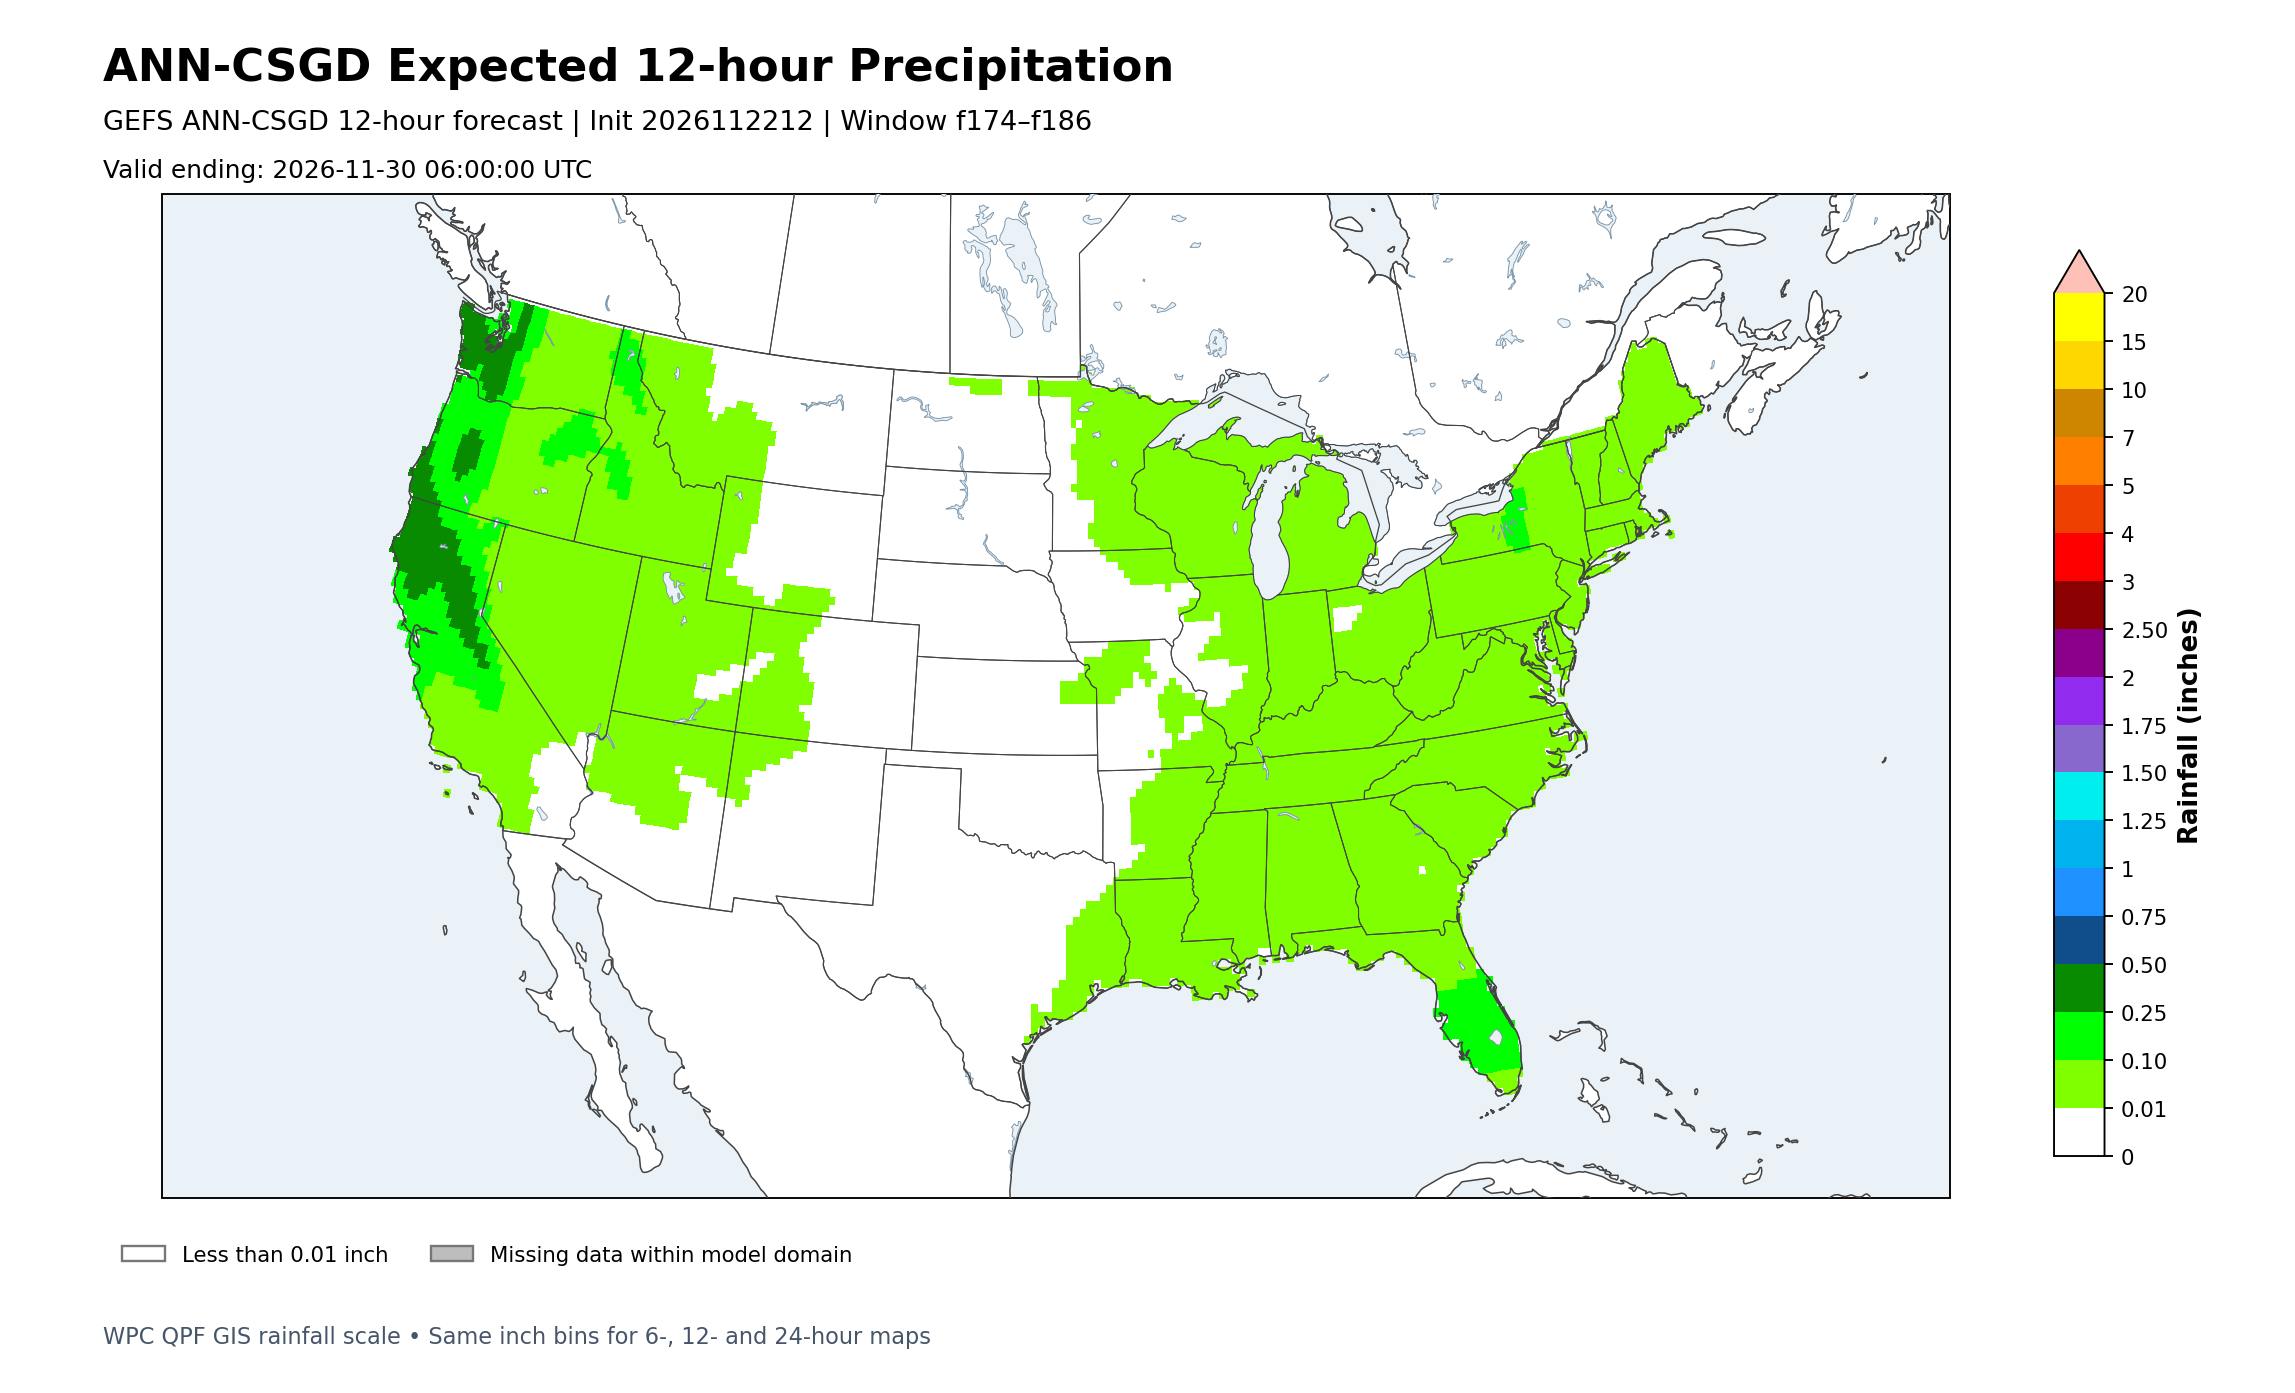 ANN-CSGD Expected 12-hour Precipitation
GEFS ANN-CSGD 12-hour forecast | Init 2026112212 | Window f174–f186
Valid ending: 2026-11-30 06:00:00 UTC
20
15
10
7
5
4
3
2.50
2
1.75
1.50
1.25
1
0.75
0.50
0.25
0.10
0.01
0
Rainfall (inches)
Less than 0.01 inch
Missing data within model domain
WPC QPF GIS rainfall scale • Same inch bins for 6-, 12- and 24-hour maps